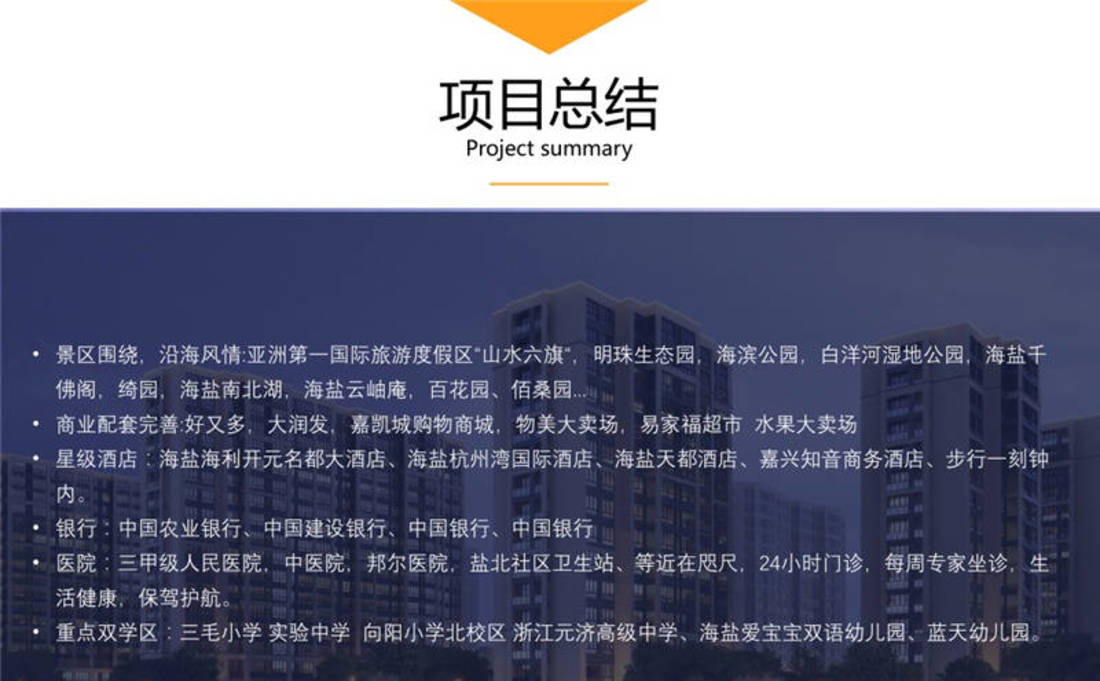 项目总结
Project summary
• 景区围绕，沿海风情:亚洲第一国际旅游度假区"山水六旗"，明珠生态园，海滨公园，白洋河湿地公园，海盐千
佛阁，绮园，海盐南北湖，海盐云岫庵，百花园、佰桑园...
• 商业配套完善:好又多，大润发，嘉凯城购物商城，物美大卖场，易家福超市 水果大卖场
• 星级酒店：海盐海利开元名都大酒店、海盐杭州湾国际酒店、海盐天都酒店、嘉兴知音商务酒店、步行一刻钟
内。
• 银行：中国农业银行、中国建设银行、中国银行、中国银行
• 医院：三甲级人民医院，中医院，邦尔医院，盐北社区卫生站、等近在咫尺，24小时门诊，每周专家坐诊，生
活健康，保驾护航。
• 重点双学区：三毛小学 实验中学 向阳小学北校区 浙江元济高级中学、海盐爱宝宝双语幼儿园、蓝天幼儿园。